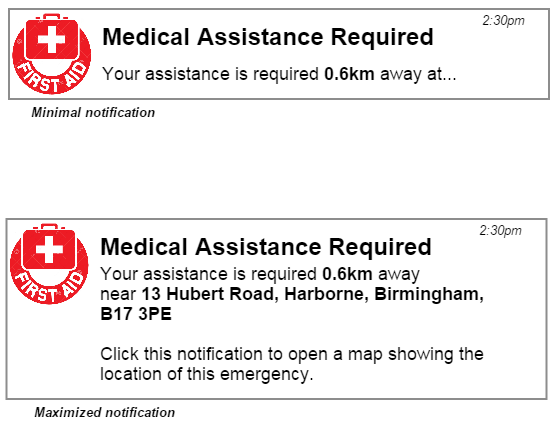 2:30pm
Medical Assistance Required
Your assistance is required 0.6km away at...
FIRST AID
Minimal notification
2:30pm
Medical Assistance Required
Your assistance is required 0.6km away
near 13 Hubert Road, Harborne, Birmingham,
B17 3PE
FIRST AID
Click this notification to open a map showing the
location of this emergency.
Maximized notification